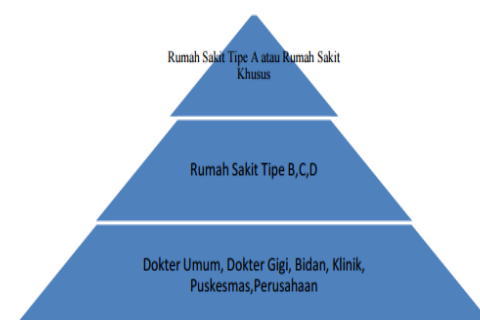 Rumah Sakit Tipe A atau Rumah Sakit
Khusus
Rumah Sakit Tipe B,C,D
Dokter Umum, Dokter Gigi, Bidan, Klinik,
Puskesmas,Perusahaan